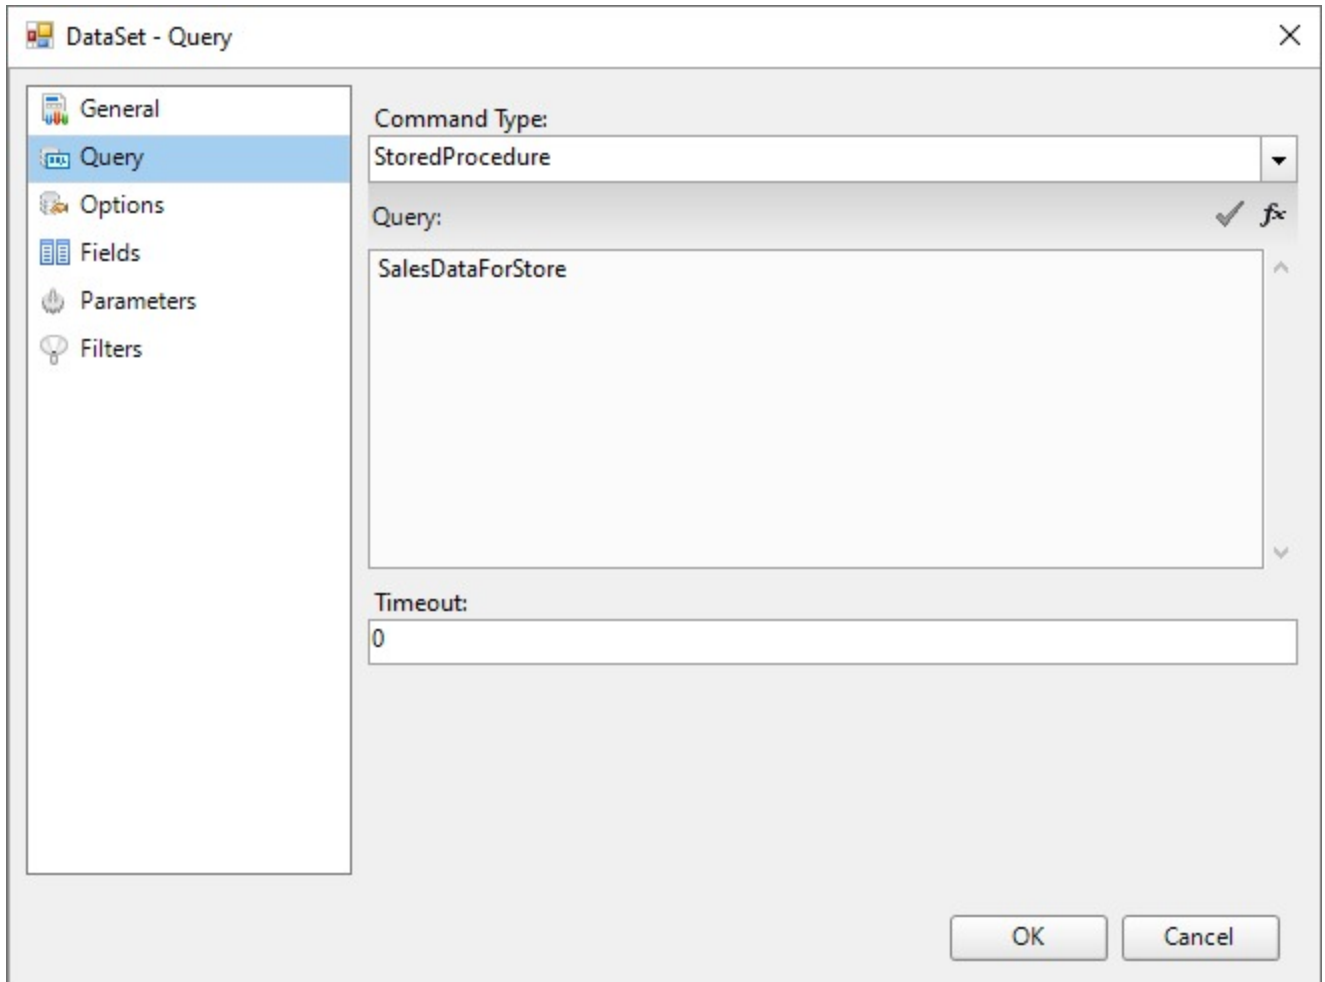 DataSet - Query
General
Query
Options
Fields
Parameters
Filters
Command Type:
StoredProcedure
Query:
fx
SalesDataForStore
Timeout:
0
OK
Cancel